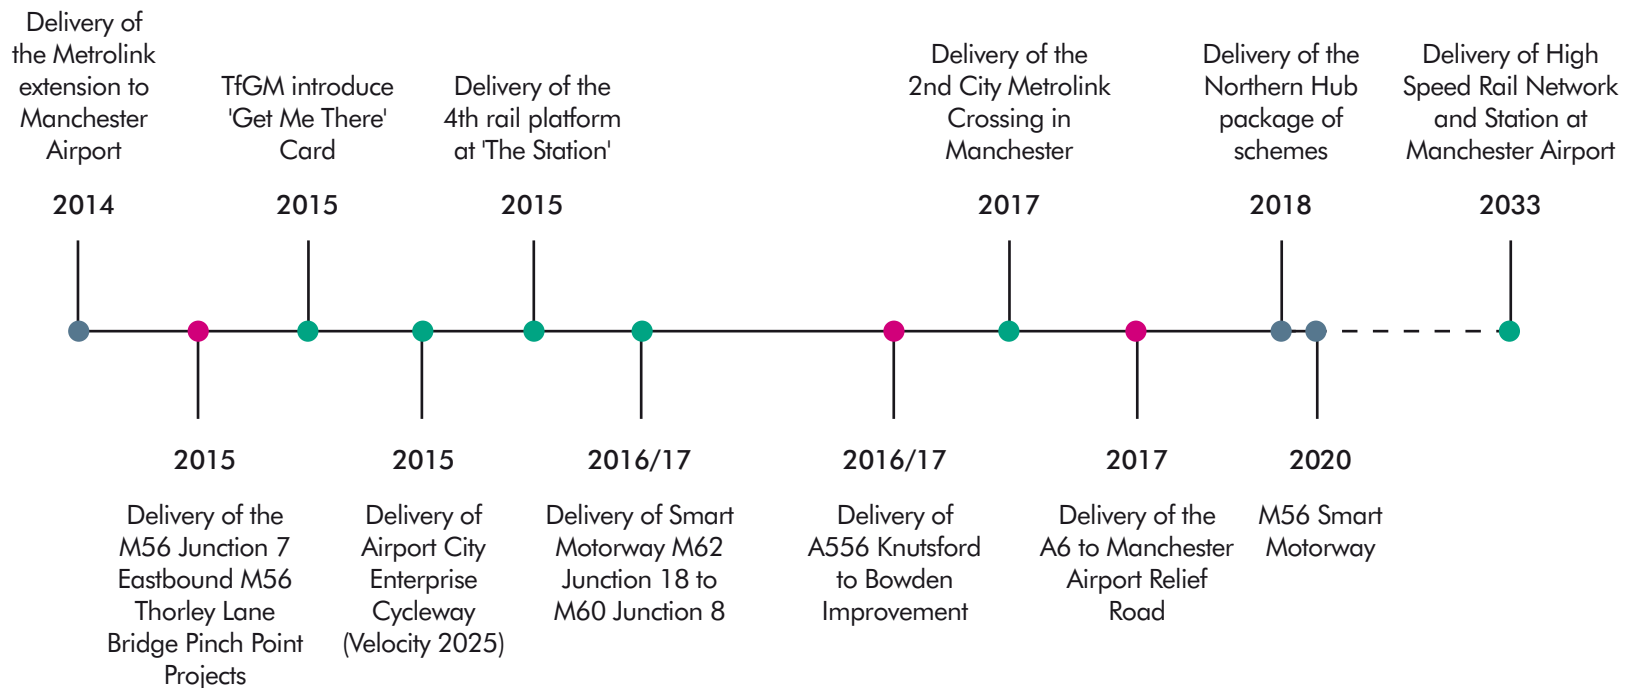 Delivery of
the Metrolink
extension to
Manchester
Airport
2014
TfGM introduce
'Get Me There'
Card
2015
Delivery of the
4th rail platform
at 'The Station'
2015
Delivery of the
2nd City Metrolink
Crossing in
Manchester
2017
Delivery of the
Northern Hub
package of
schemes
2018
Delivery of High
Speed Rail Network
and Station at
Manchester Airport
2033
2015
Delivery of the
M56 Junction 7
Eastbound M56
Thorley Lane
Bridge Pinch Point
Projects
2015
Delivery of
Airport City
Enterprise
Cycleway
(Velocity 2025)
2016/17
Delivery of Smart
Motorway M62
Junction 18 to
M60 Junction 8
2016/17
Delivery of
A556 Knutsford
to Bowden
Improvement
2017
Delivery of the
A6 to Manchester
Airport Relief
Road
2020
M56 Smart
Motorway